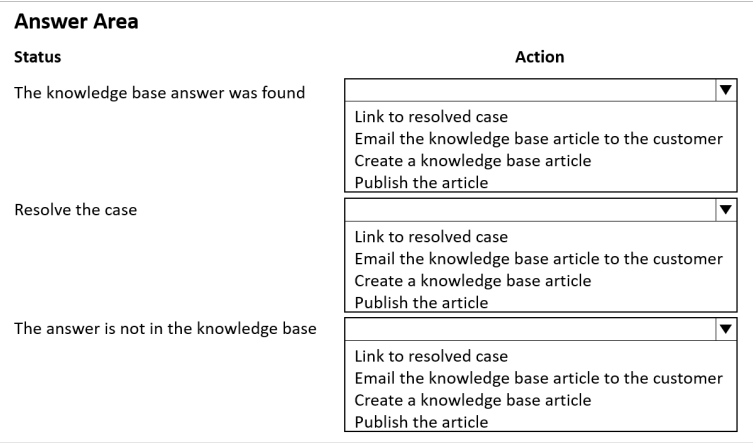 Answer Area
Status Action
The knowledge base answer was found
Link to resolved case
Email the knowledge base article to the customer
Create a knowledge base article
Publish the article
Resolve the case
Link to resolved case
Email the knowledge base article to the customer
Create a knowledge base article
Publish the article
The answer is not in the knowledge base
Link to resolved case
Email the knowledge base article to the customer
Create a knowledge base article
Publish the article